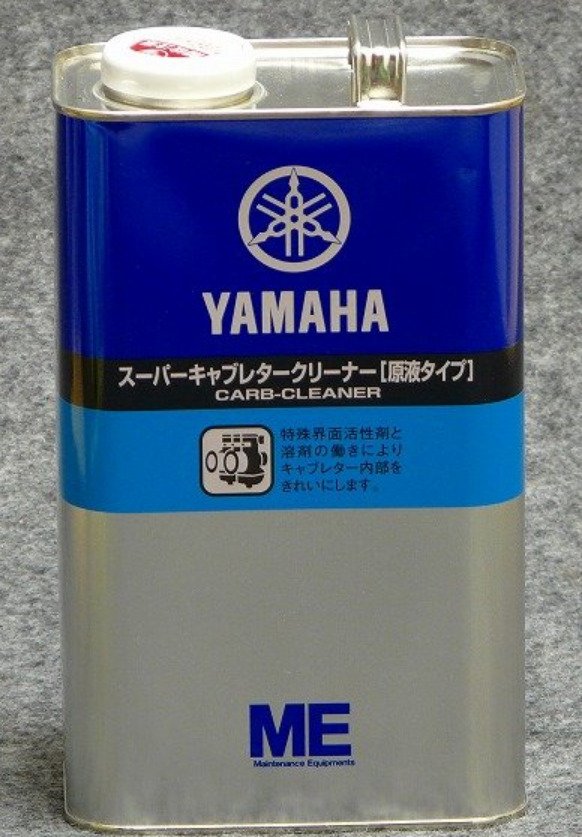 YAMAHA
スーパーキャブレタークリーナー[原液タイプ]
CARB-CLEANER
特殊界面活性剤と
溶剤の働きにより
キャブレター内部を
きれいにします。
ME
Maintenance Equipments